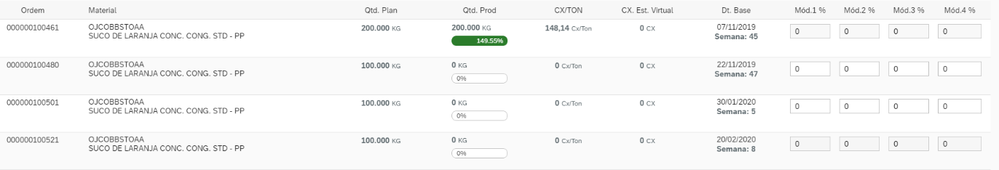 Ordem Material Qtd. Plan Qtd. Prod CX/TON CX. Est. Virtual Dt. Base Mód.1 % Mód.2 % Mód.3 % Mód.4 %
000000100461 OJCOBBSTOAA 200.000 KG 200.000 KG 148,14 Cx/Ton 0 CX 07/11/2019 0 0 0 0
SUCO DE LARANJA CONC. CONG. STD - PP 149.55% Semana: 45
000000100480 OJCOBBSTOAA 100.000 KG 0 KG 0 Cx/Ton 0 CX 22/11/2019 0 0 0 0
SUCO DE LARANJA CONC. CONG. STD - PP 0% Semana: 47
000000100501 OJCOBBSTOAA 100.000 KG 0 KG 0 Cx/Ton 0 CX 30/01/2020 0 0 0 0
SUCO DE LARANJA CONC. CONG. STD - PP 0% Semana: 5
000000100521 OJCOBBSTOAA 100.000 KG 0 KG 0 Cx/Ton 0 CX 20/02/2020 0 0 0 0
SUCO DE LARANJA CONC. CONG. STD - PP 0% Semana: 8